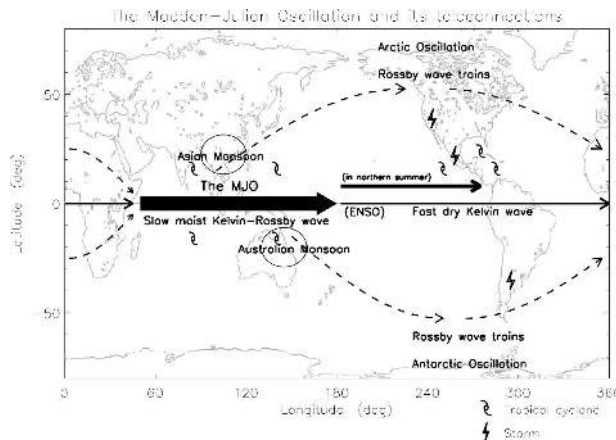 The Madden-Julian Oscillation and its teleconnections
Arctic Oscillation
Rossby wave trains
50
Asian Monsoon
The MJO
(in northern summer)
0
Slow moist Kelvin-Rossby wave
(ENSO)
Fast dry Kelvin wave
Australian Monsoon
-50
Rossby wave trains
Antarctic Oscillation
Latitude (deg)
0 60 120 180 240 300 360
Longitude (deg)
Tropical cyclone
Storm